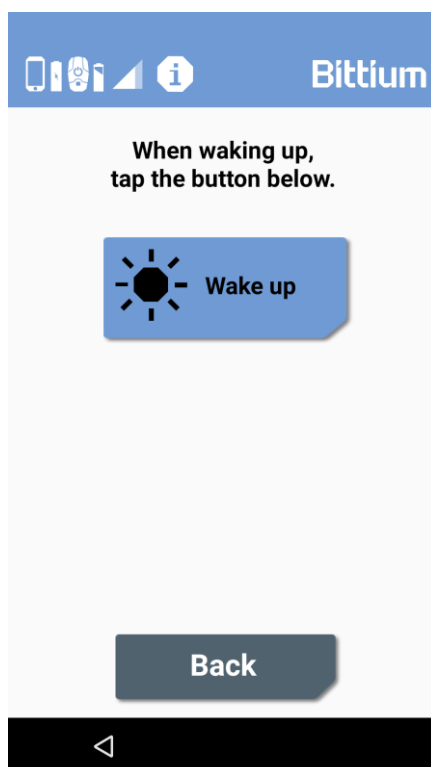 Bittium
When waking up,
tap the button below.
Wake up
Back